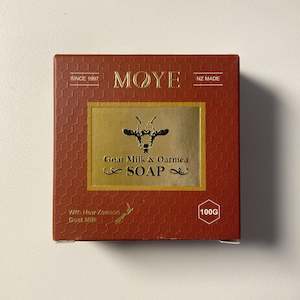 SINCE 1997
MOYE
NZ MADE
Goat Milk & Oatmeal
SOAP
With New Zealand
Goat Milk
100G